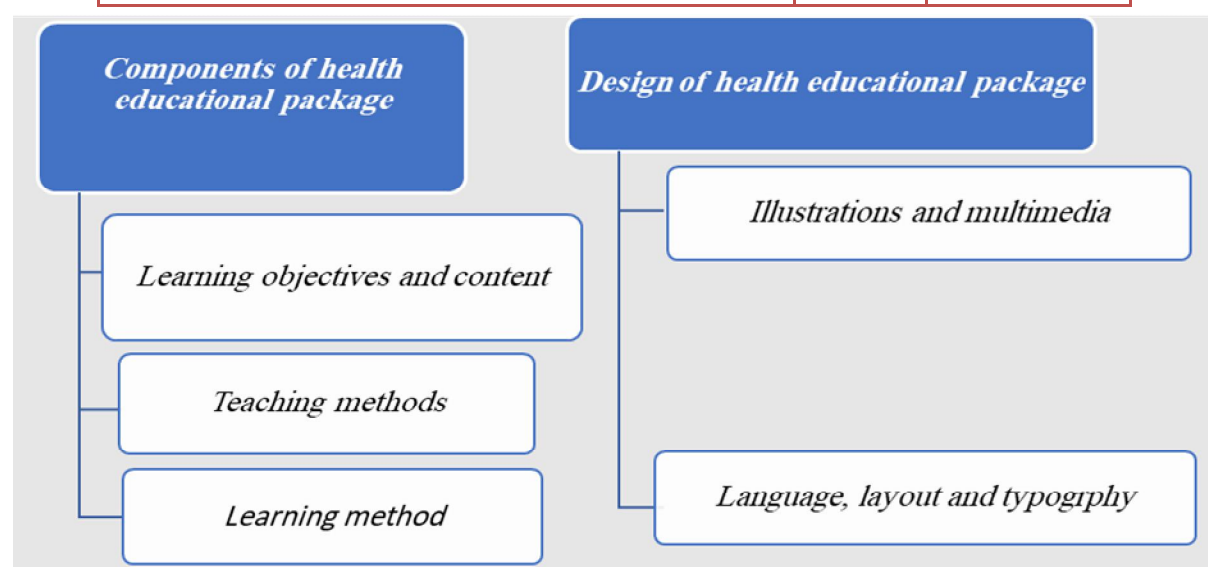 Components of health
educational package
Learning objectives and content
Teaching methods
Learning method
Design of health educational package
Illustrations and multimedia
Language, layout and typogrphy